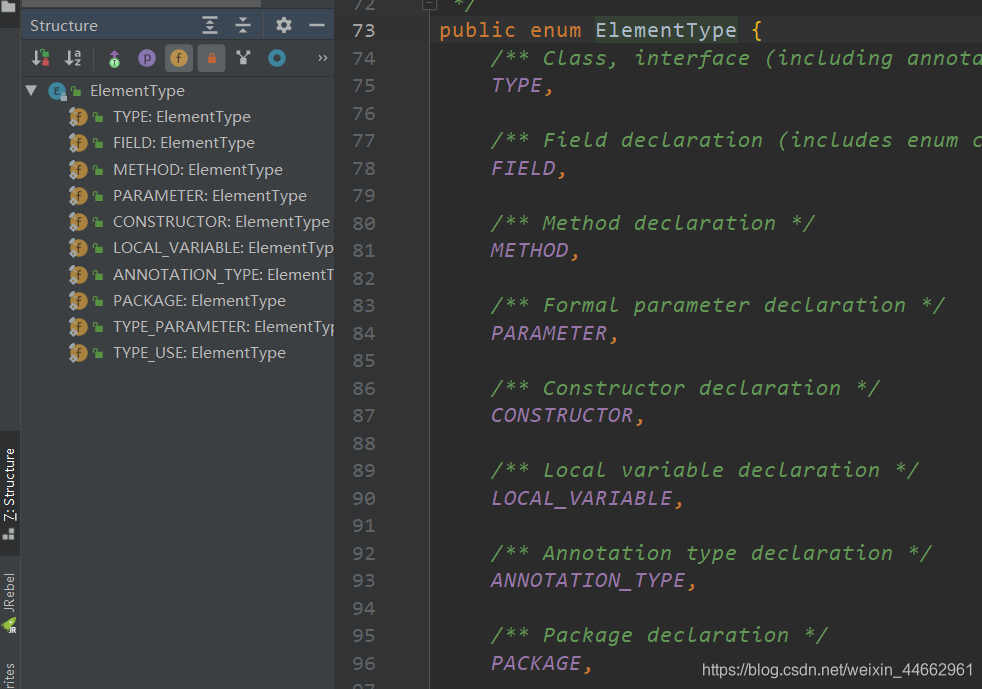 Structure
ElementType
TYPE: ElementType
FIELD: ElementType
METHOD: ElementType
PARAMETER: ElementType
CONSTRUCTOR: ElementType
LOCAL_VARIABLE: ElementTyp
ANNOTATION_TYPE: ElementT
PACKAGE: ElementType
TYPE_PARAMETER: ElementTyp
TYPE_USE: ElementType
7: Structure
JRebel
rites
72 */
73 public enum ElementType {
74 /** Class, interface (including annota
75 TYPE,
76
77 /** Field declaration (includes enum c
78 FIELD,
79
80 /** Method declaration */
81 METHOD,
82
83 /** Formal parameter declaration */
84 PARAMETER,
85
86 /** Constructor declaration */
87 CONSTRUCTOR,
88
89 /** Local variable declaration */
90 LOCAL_VARIABLE,
91
92 /** Annotation type declaration */
93 ANNOTATION_TYPE,
94
95 /** Package declaration */
96 PACKAGE,
97
https://blog.csdn.net/weixin_44662961